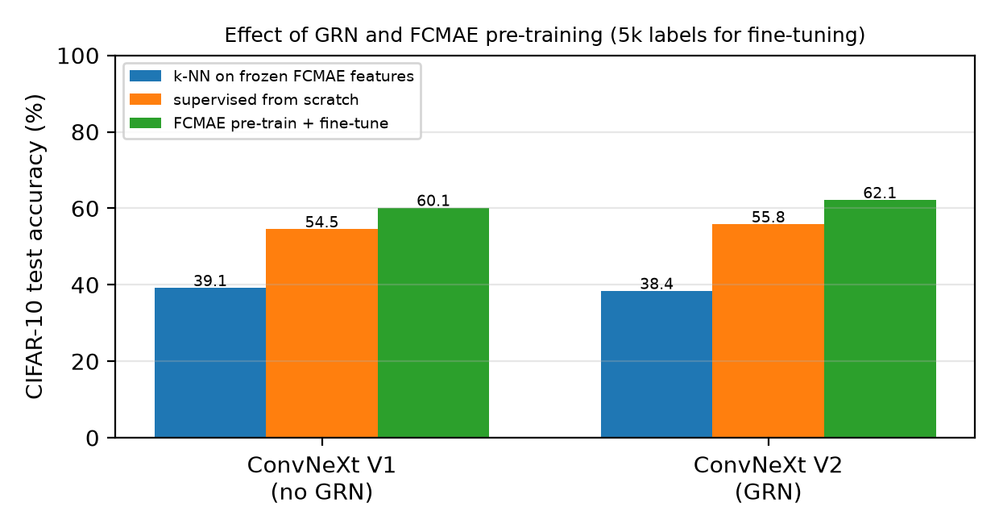 Effect of GRN and FCMAE pre-training (5k labels for fine-tuning)
CIFAR-10 test accuracy (%)
100
80
60
40
20
0
k-NN on frozen FCMAE features
supervised from scratch
FCMAE pre-train + fine-tune
39.1
54.5
60.1
38.4
55.8
62.1
ConvNeXt V1
(no GRN)
ConvNeXt V2
(GRN)